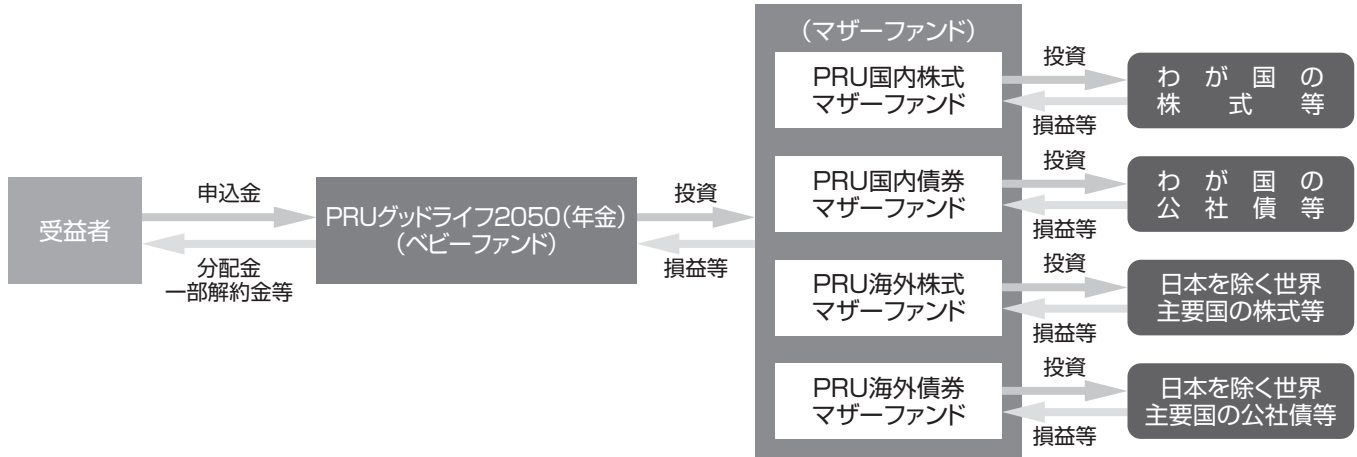 受益者
申込金
分配金
一部解約金等
PRUグッドライフ2050(年金)
(ベビーファンド)
投資
損益等
(マザーファンド)
PRU国内株式
マザーファンド
投資
損益等
わが国の
株式等
PRU国内債券
マザーファンド
投資
損益等
わが国の
公社債等
PRU海外株式
マザーファンド
投資
損益等
日本を除く世界
主要国の株式等
PRU海外債券
マザーファンド
投資
損益等
日本を除く世界
主要国の公社債等